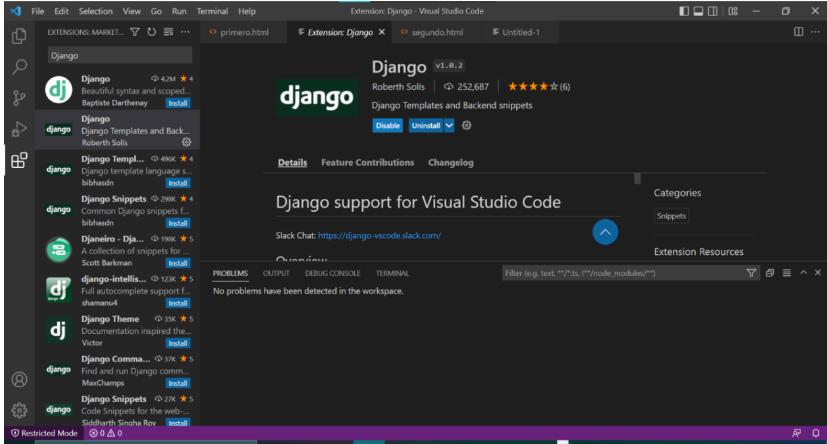 File Edit Selection View Go Run Terminal Help
Extension: Django - Visual Studio Code
EXTENSIONS: MARKET...
primero.html
Extension: Django
segundo.html
Untitled-1
Django
Django 4.2M 4
Beautiful syntax and scoped...
Baptiste Darthenay Install
Django
Django Templates and Back...
Roberth Solis
Django Templ... 496K 4
Django template language s...
bibhasdn Install
Django Snippets 298K 4
Common Django snippets f...
bibhasdn Install
Djaneiro - Dja... 198K 5
A collection of snippets for ...
Scott Barkman Install
django-intellis... 123K 5
Full autocomplete support f...
shamanu4 Install
Django Theme 35K 5
Documentation inspired the...
Victor Install
Django Comma... 37K 5
Find and run Django comm...
MaxChamps Install
Django Snippets 27K 5
Code Snippets for the web-...
Siddharth Singha Roy Install
dj
django
django
django
dj
dj
django
django
django
Django v1.0.2
Roberth Solis 252,687 (6)
Django Templates and Backend snippets
Disable Uninstall
Details Feature Contributions Changelog
Django support for Visual Studio Code
Slack Chat: https://django-vscode.slack.com/
Overview
Categories
Snippets
Extension Resources
PROBLEMS OUTPUT DEBUG CONSOLE TERMINAL
Filter (e.g. text, **/*.ts, !**/node_modules/**)
No problems have been detected in the workspace.
Restricted Mode 0 0